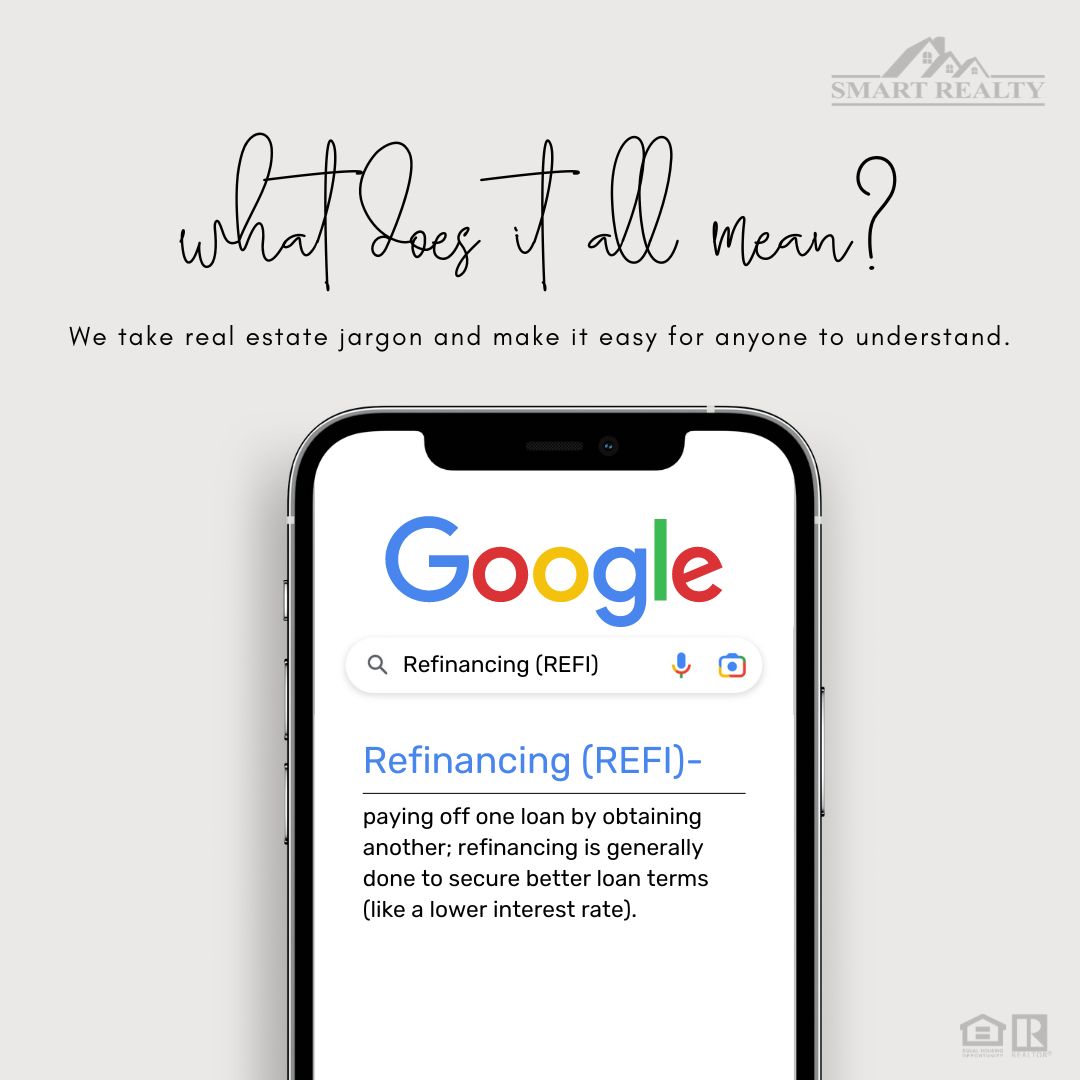 SMART REALTY
what does it all mean?
We take real estate jargon and make it easy for anyone to understand.
Google
Refinancing (REFI)
Refinancing (REFI)-
paying off one loan by obtaining
another; refinancing is generally
done to secure better loan terms
(like a lower interest rate).
EQUAL HOUSING
OPPORTUNITY
R
REALTOR®